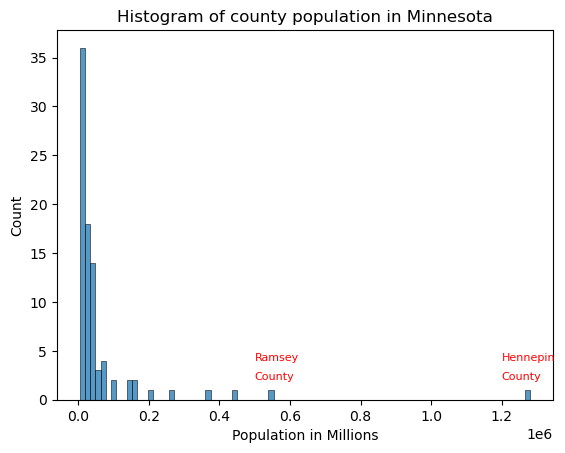 Histogram of county population in Minnesota
35
30
25
20
15
10
5
0
Count
Ramsey
County
Hennepin
County
0.0 0.2 0.4 0.6 0.8 1.0 1.2
1e6
Population in Millions